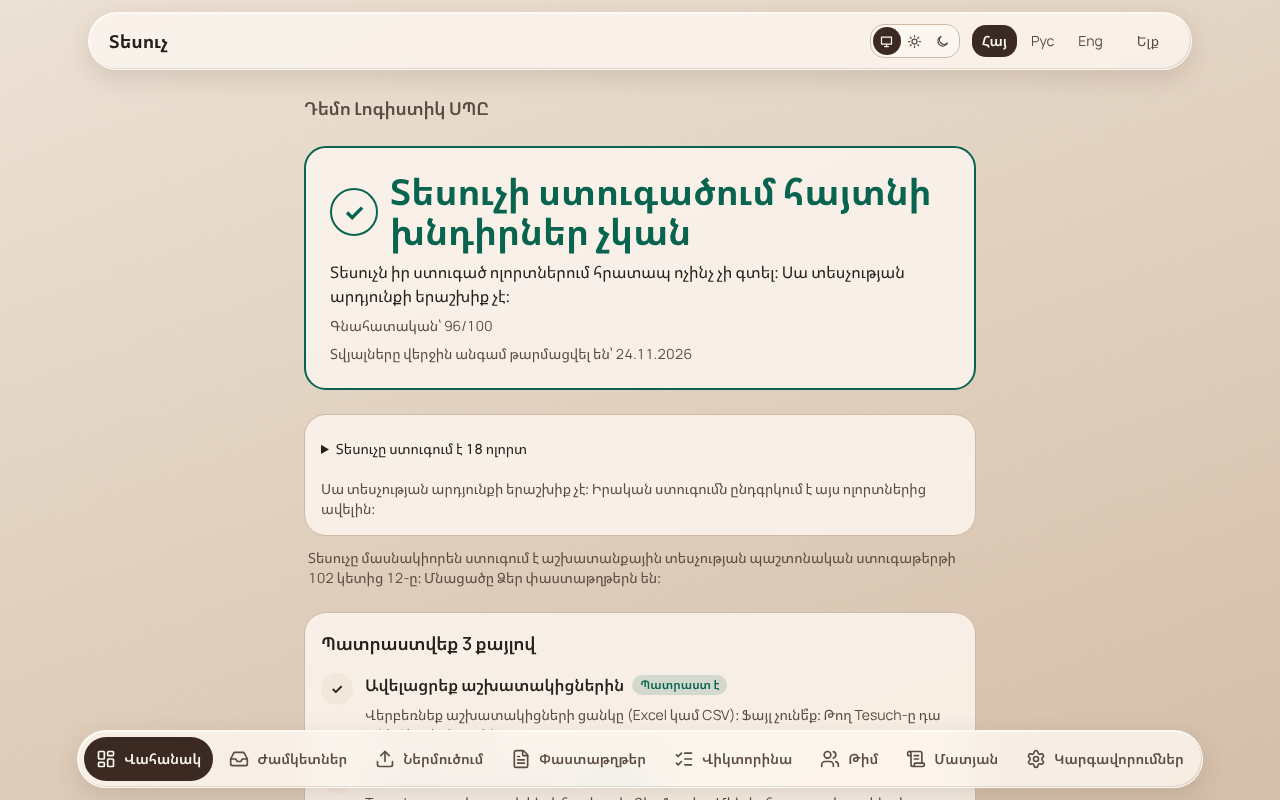 Տեսուչ
Հայ Рус Eng Ելք
Դեմո Լոգիստիկ ՍՊԸ
Տեսուչի ստուգածում հայտնի
խնդիրներ չկան
Տեսուչն իր ստուգած ոլորտներում հրատապ ոչինչ չի գտել։ Սա տեսչության
արդյունքի երաշխիք չէ։
Գնահատական՝ 96/100
Տվյալները վերջին անգամ թարմացվել են՝ 24.11.2026
Տեսուչը ստուգում է 18 ոլորտ
Սա տեսչության արդյունքի երաշխիք չէ։ Իրական ստուգումն ընդգրկում է այս ոլորտներից
ավելին։
Տեսուչը մասնակիորեն ստուգում է աշխատանքային տեսչության պաշտոնական ստուգաթերթի
102 կետից 12-ը։ Մնացածը Ձեր փաստաթղթերն են։
Պատրաստվեք 3 քայլով
Ավելացրեք աշխատակիցներին Պատրաստ է
Վերբեռնեք աշխատակիցների ցանկը (Excel կամ CSV)։ Ֆայլ չունե՞ք։ Թող Tesuch-ը դա
Վահանակ Ժամկետներ Ներմուծում Փաստաթղթեր Վիկտորինա Թիմ Մատյան Կարգավորումներ